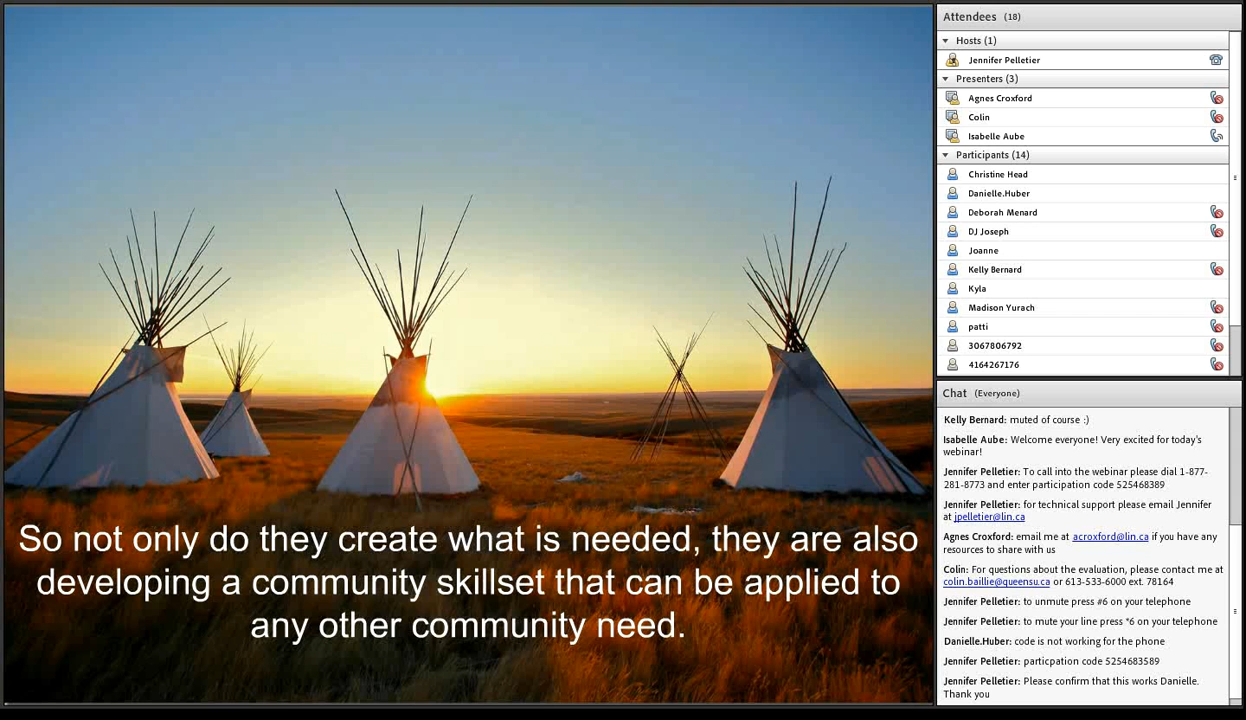 So not only do they create what is needed, they are also
developing a community skillset that can be applied to
any other community need.
Attendees (18)
Hosts (1)
Jennifer Pelletier
Presenters (3)
Agnes Croxford
Colin
Isabelle Aube
Participants (14)
Christine Head
Danielle.Huber
Deborah Menard
DJ Joseph
Joanne
Kelly Bernard
Kyla
Madison Yurach
patti
3067806792
4164267176
Chat (Everyone)
Kelly Bernard: muted of course :)
Isabelle Aube: Welcome everyone! Very excited for today's
webinar!
Jennifer Pelletier: To call into the webinar please dial 1-877-
281-8773 and enter participation code 525468389
Jennifer Pelletier: for technical support please email Jennifer
at jpelletier@lin.ca
Agnes Croxford: email me at acroxford@lin.ca if you have any
resources to share with us
Colin: For questions about the evaluation, please contact me at
colin.baillie@queensu.ca or 613-533-6000 ext. 78164
Jennifer Pelletier: to unmute press #6 on your telephone
Jennifer Pelletier: to mute your line press *6 on your telephone
Danielle.Huber: code is not working for the phone
Jennifer Pelletier: particpation code 5254683589
Jennifer Pelletier: Please confirm that this works Danielle.
Thank you